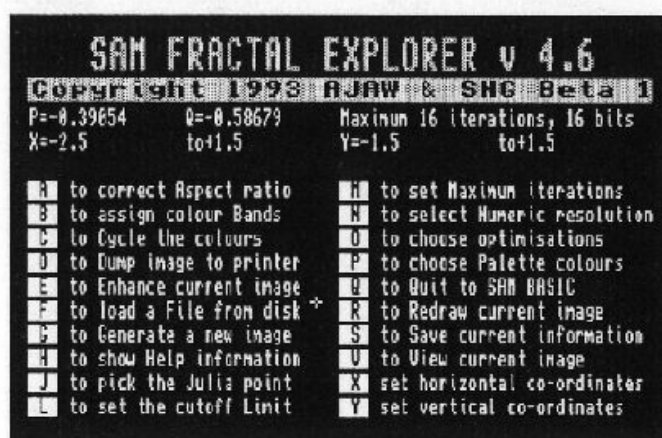 SAM FRACTAL EXPLORER v 4.6
Copyright 1993 AJAW & SHG Beta 1
P=-0.39654 Q=-0.58679 Maximum 16 iterations, 16 bits
X=-2.5 to+1.5 Y=-1.5 to+1.5
A to correct Aspect ratio
B to assign colour Bands
C to Cycle the colours
D to Dump image to printer
E to Enhance current image
F to load a File from disk
G to Generate a new image
H to show Help information
J to pick the Julia point
L to set the cutoff Limit
M to set Maximum iterations
N to select Numeric resolution
O to choose optimisations
P to choose Palette colours
Q to Quit to SAM BASIC
R to Redraw current image
S to Save current information
V to View current image
X set horizontal co-ordinates
Y set vertical co-ordinates